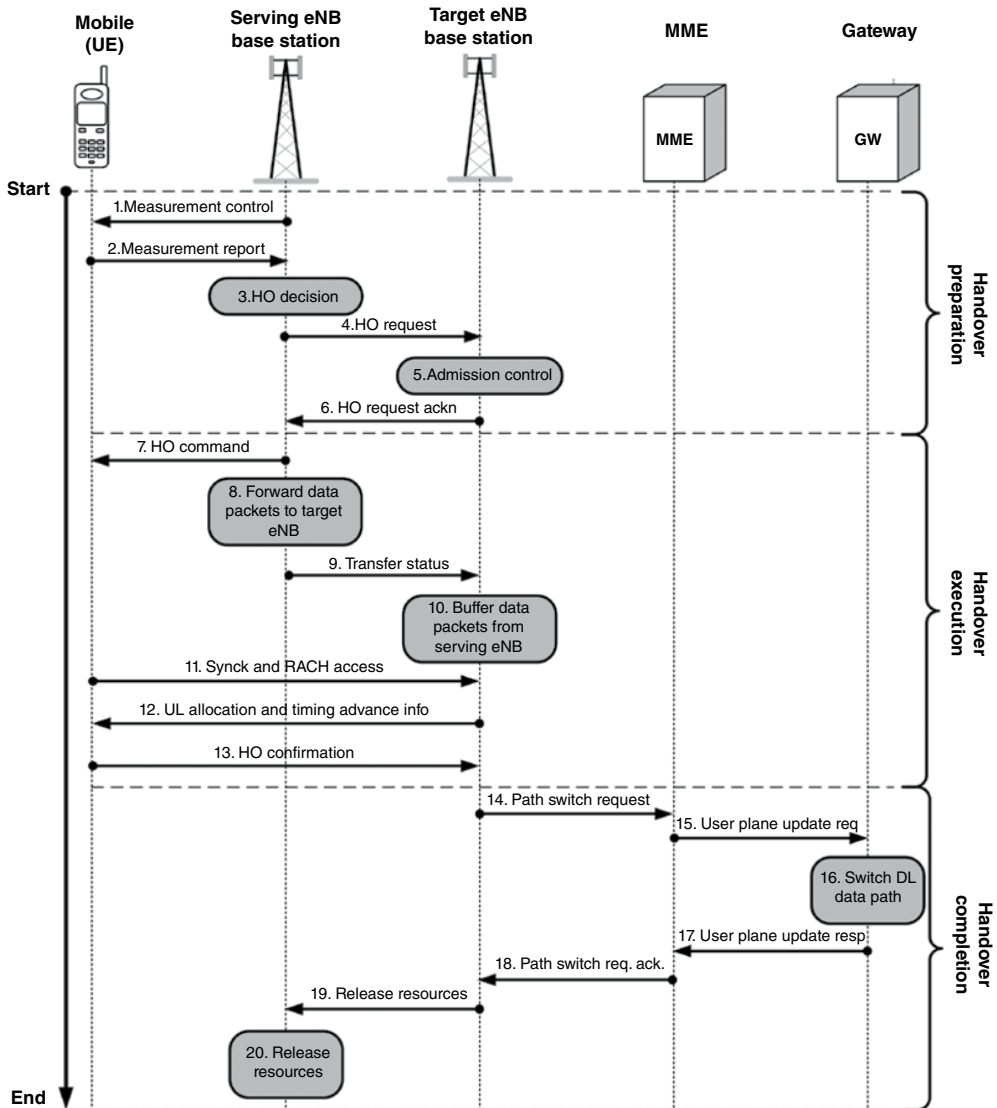 Mobile
(UE)
Serving eNB
base station
Target eNB
base station
MME
Gateway
MME
GW
Start
1.Measurement control
2.Measurement report
3.HO decision
4.HO request
5.Admission control
6. HO request ackn
Handover
preparation
7. HO command
8. Forward data
packets to target
eNB
9. Transfer status
10. Buffer data
packets from
serving eNB
11. Synck and RACH access
12. UL allocation and timing advance info
13. HO confirmation
Handover
execution
14. Path switch request
15. User plane update req
16. Switch DL
data path
17. User plane update resp
18. Path switch req. ack.
19. Release resources
20. Release
resources
Handover
completion
End